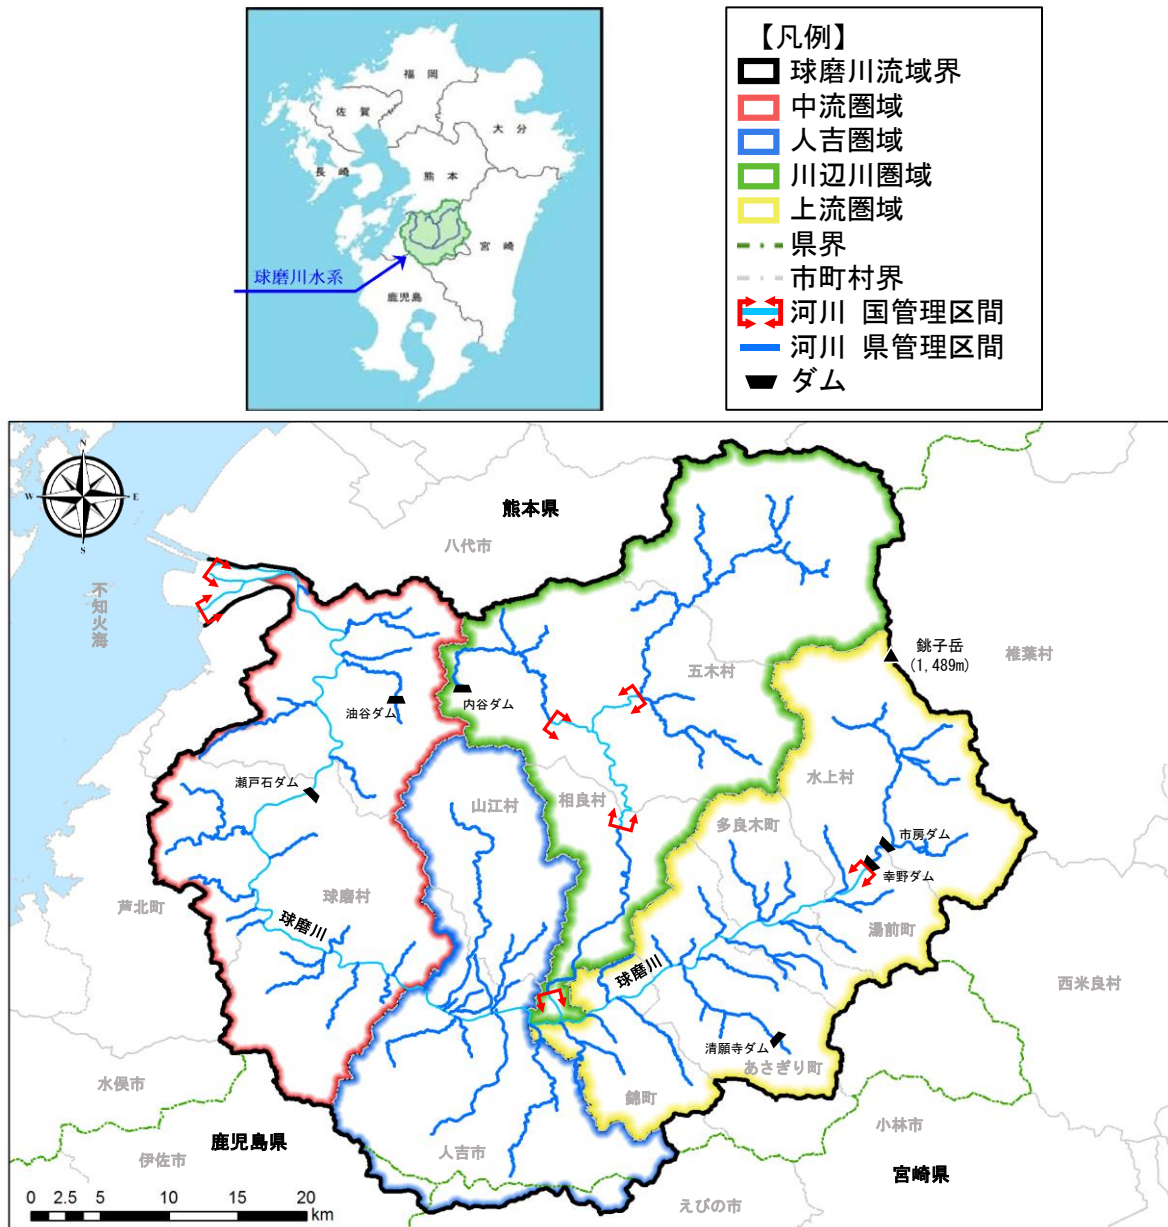 福岡
佐賀
大分
長崎
熊本
宮崎
球磨川水系
鹿児島
【凡例】
球磨川流域界
中流圏域
人吉圏域
川辺川圏域
上流圏域
県界
市町村界
河川 国管理区間
河川 県管理区間
ダム
N
W
E
S
熊本県
八代市
不知火海
銚子岳
(1,489m)
椎葉村
五木村
油谷ダム
内谷ダム
瀬戸石ダム
山江村
相良村
水上村
多良木町
市房ダム
幸野ダム
芦北町
球磨村
球磨川
湯前町
球磨川
西米良村
清願寺ダム
あさぎり町
水俣市
錦町
小林市
鹿児島県
伊佐市
人吉市
宮崎県
えびの市
0 2.5 5 10 15 20
km